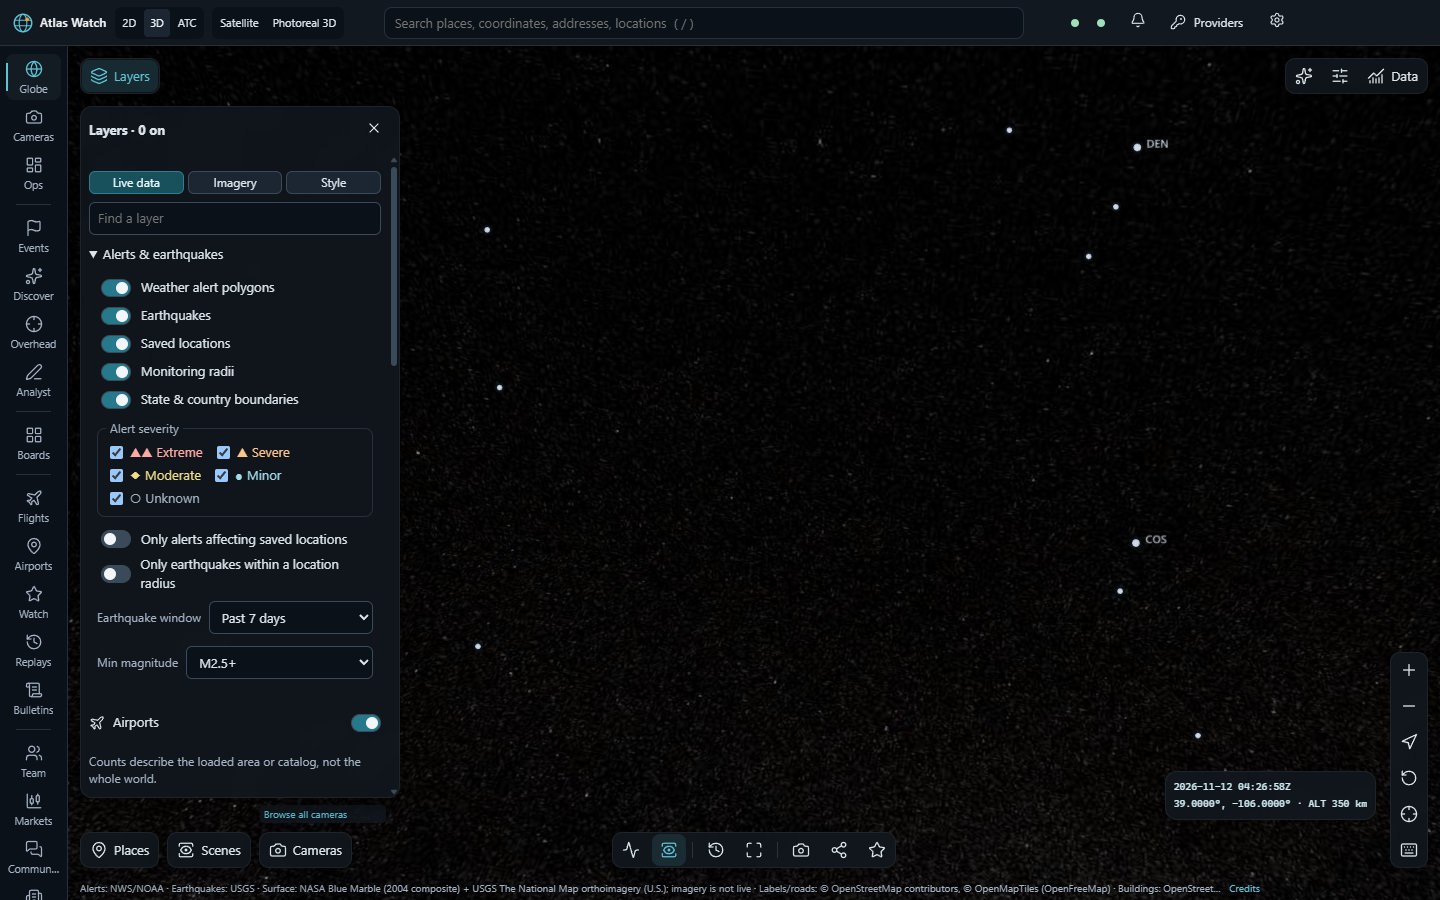 Atlas Watch
2D
3D
ATC
Satellite
Photoreal 3D
Search places, coordinates, addresses, locations ( / )
Providers
Globe
Cameras
Ops
Events
Discover
Overhead
Analyst
Boards
Flights
Airports
Watch
Replays
Bulletins
Team
Markets
Commun...
Layers
Layers · 0 on
Live data
Imagery
Style
Find a layer
Alerts & earthquakes
Weather alert polygons
Earthquakes
Saved locations
Monitoring radii
State & country boundaries
Alert severity
Extreme
Severe
Moderate
Minor
Unknown
Only alerts affecting saved locations
Only earthquakes within a location
radius
Earthquake window
Past 7 days
Min magnitude
M2.5+
Airports
Counts describe the loaded area or catalog, not the
whole world.
Browse all cameras
Places
Scenes
Cameras
Data
DEN
COS
2026-11-12 04:26:58Z
39.0000°, -106.0000° · ALT 350 km
Alerts: NWS/NOAA · Earthquakes: USGS · Surface: NASA Blue Marble (2004 composite) + USGS The National Map orthoimagery (U.S.); imagery is not live · Labels/roads: © OpenStreetMap contributors, © OpenMapTiles (OpenFreeMap) · Buildings: OpenStreet... Credits